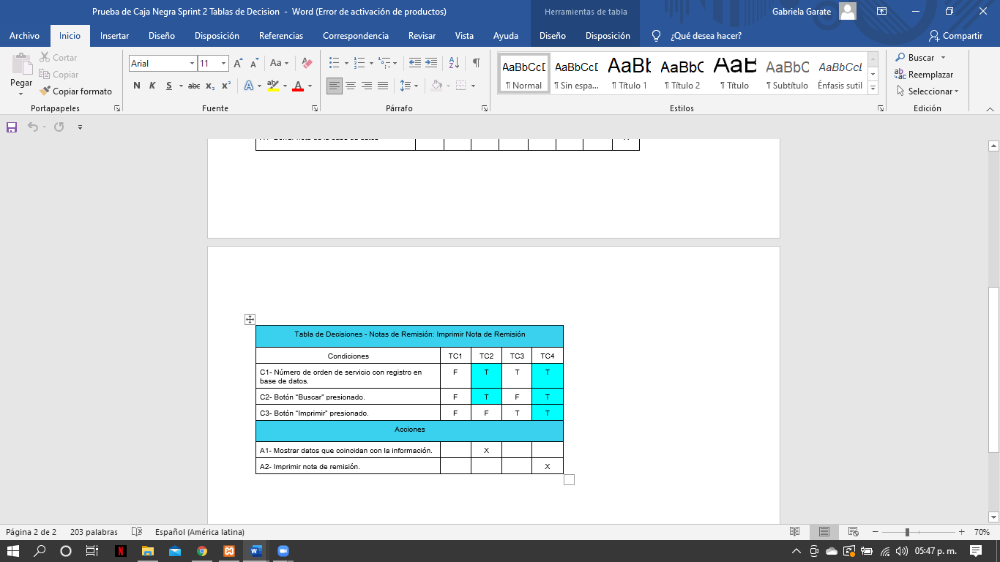 Prueba de Caja Negra Sprint 2 Tablas de Decision - Word (Error de activación de productos)
Herramientas de tabla
Gabriela Garate
Archivo Inicio Insertar Diseño Disposición Referencias Correspondencia Revisar Vista Ayuda Diseño Disposición ¿Qué desea hacer? Compartir
Pegar
Cortar
Copiar
Copiar formato
Portapapeles
Arial 11
N K S abc x₂ x²
Fuente
Párrafo
AaBbCcD AaBbCcD AaBb AaBbC AaB AaBbC AaBbCcL
¶ Normal ¶ Sin espa... ¶ Título 1 ¶ Título 2 ¶ Título ¶ Subtítulo Énfasis sutil
Estilos
Buscar
Reemplazar
Seleccionar
Edición
Tabla de Decisiones - Notas de Remisión: Imprimir Nota de Remisión
Condiciones TC1 TC2 TC3 TC4
C1- Número de orden de servicio con registro en base de datos. F T T T
C2- Botón “Buscar” presionado. F T F T
C3- Botón “Imprimir” presionado. F F T T
Acciones
A1- Mostrar datos que coincidan con la información. X
A2- Imprimir nota de remisión. X
Página 2 de 2 203 palabras Español (América latina) 70%
05:47 p. m.